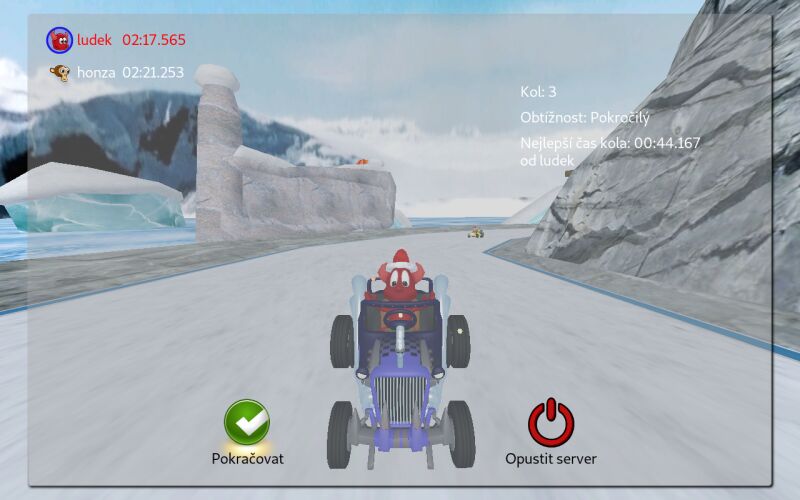 ludek 02:17.565
honza 02:21.253
Kol: 3
Obtížnost: Pokročilý
Nejlepší čas kola: 00:44.167
od ludek
Pokračovat
Opustit server